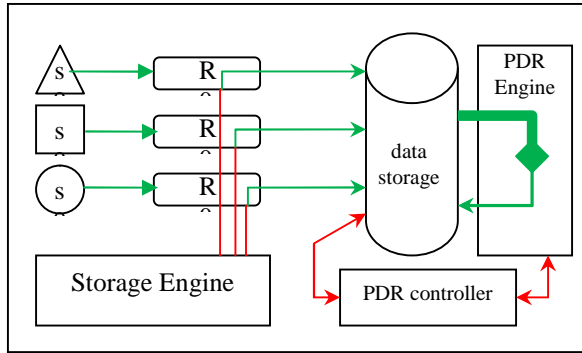 s
R
PDR
Engine
s
R
data
storage
s
R
Storage Engine
PDR controller